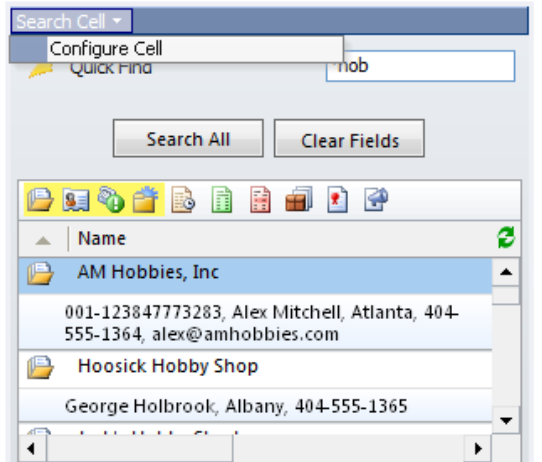 Search Cell
Configure Cell
Quick Find
hob
Search All
Clear Fields
Name
AM Hobbies, Inc
001-123847773283, Alex Mitchell, Atlanta, 404-
555-1364, alex@amhobbies.com
Hoosick Hobby Shop
George Holbrook, Albany, 404-555-1365